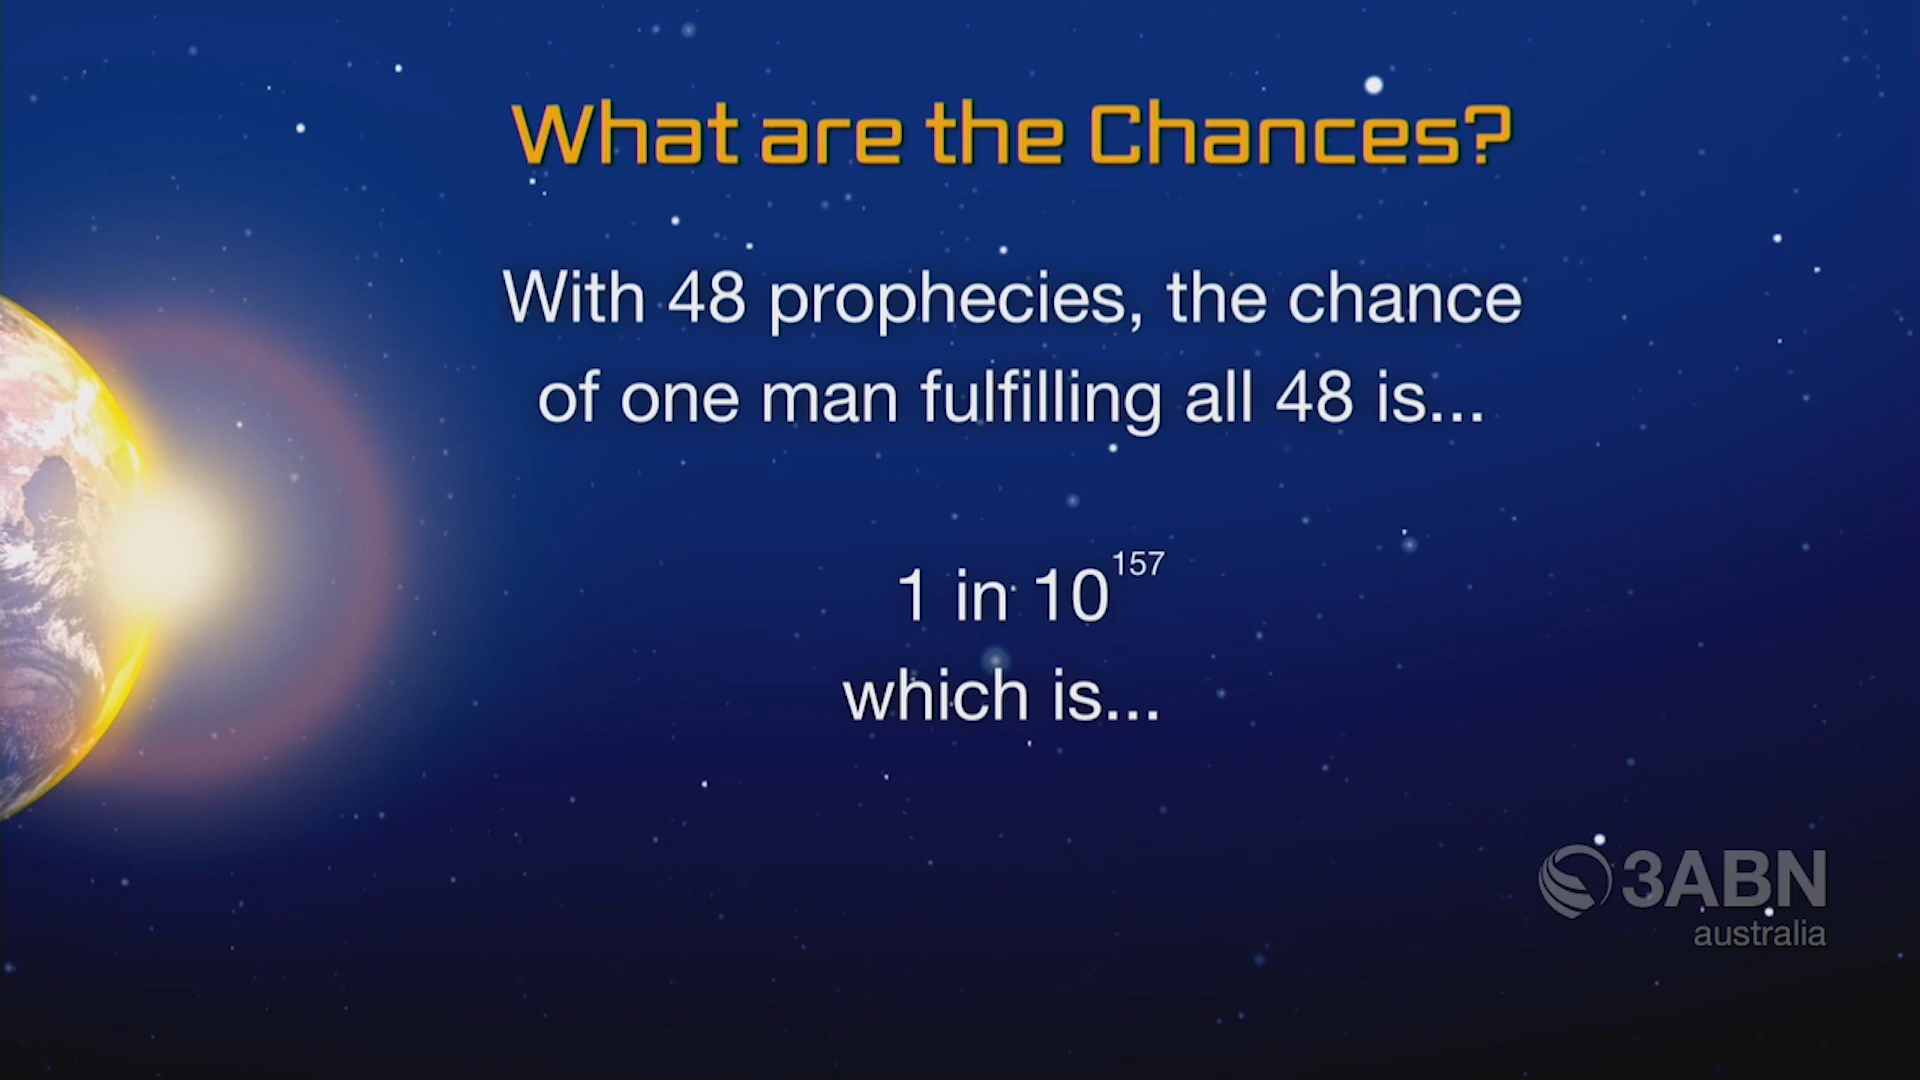 What are the Chances?
With 48 prophecies, the chance
of one man fulfilling all 48 is...
1 in 10¹⁵⁷
which is...
3ABN
australia